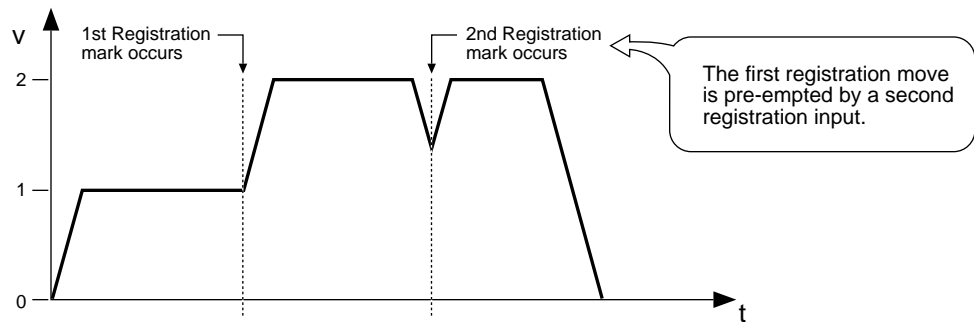 v
1st Registration
mark occurs
2nd Registration
mark occurs
The first registration move
is pre-empted by a second
registration input.
2
1
0
t